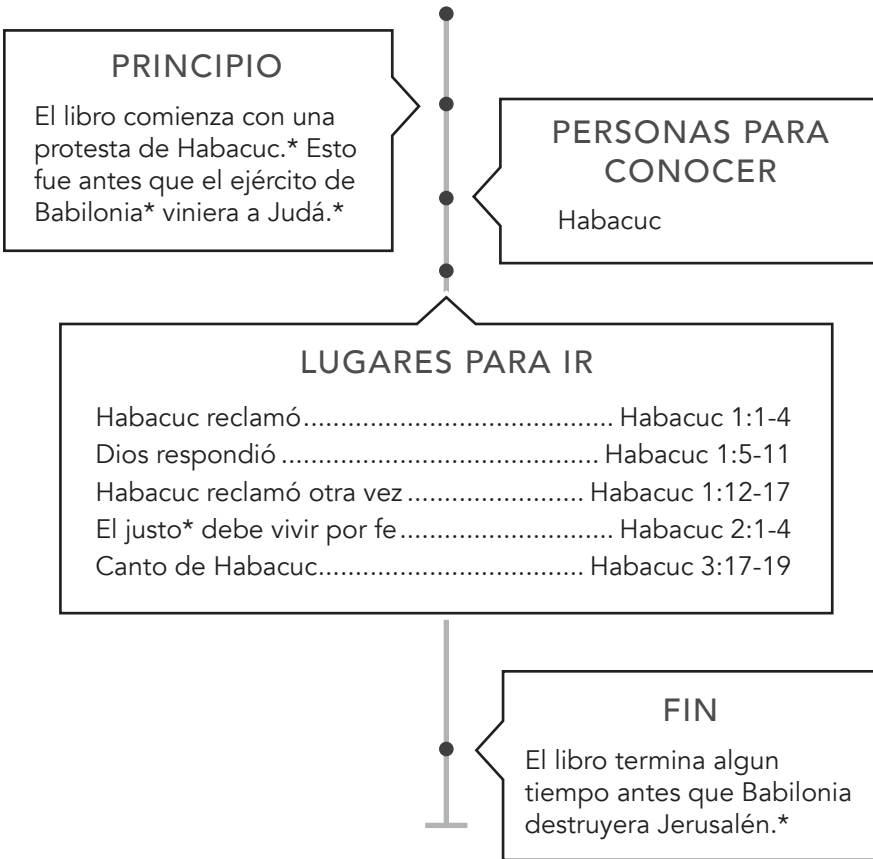 PRINCIPIO
El libro comienza con una
protesta de Habacuc.* Esto
fue antes que el ejército de
Babilonia* viniera a Judá.*
PERSONAS PARA
CONOCER
Habacuc
LUGARES PARA IR
Habacuc reclamó.......................................... Habacuc 1:1-4
Dios respondió ........................................... Habacuc 1:5-11
Habacuc reclamó otra vez ........................ Habacuc 1:12-17
El justo* debe vivir por fe ............................. Habacuc 2:1-4
Canto de Habacuc.................................... Habacuc 3:17-19
FIN
El libro termina algun
tiempo antes que Babilonia
destruyera Jerusalén.*